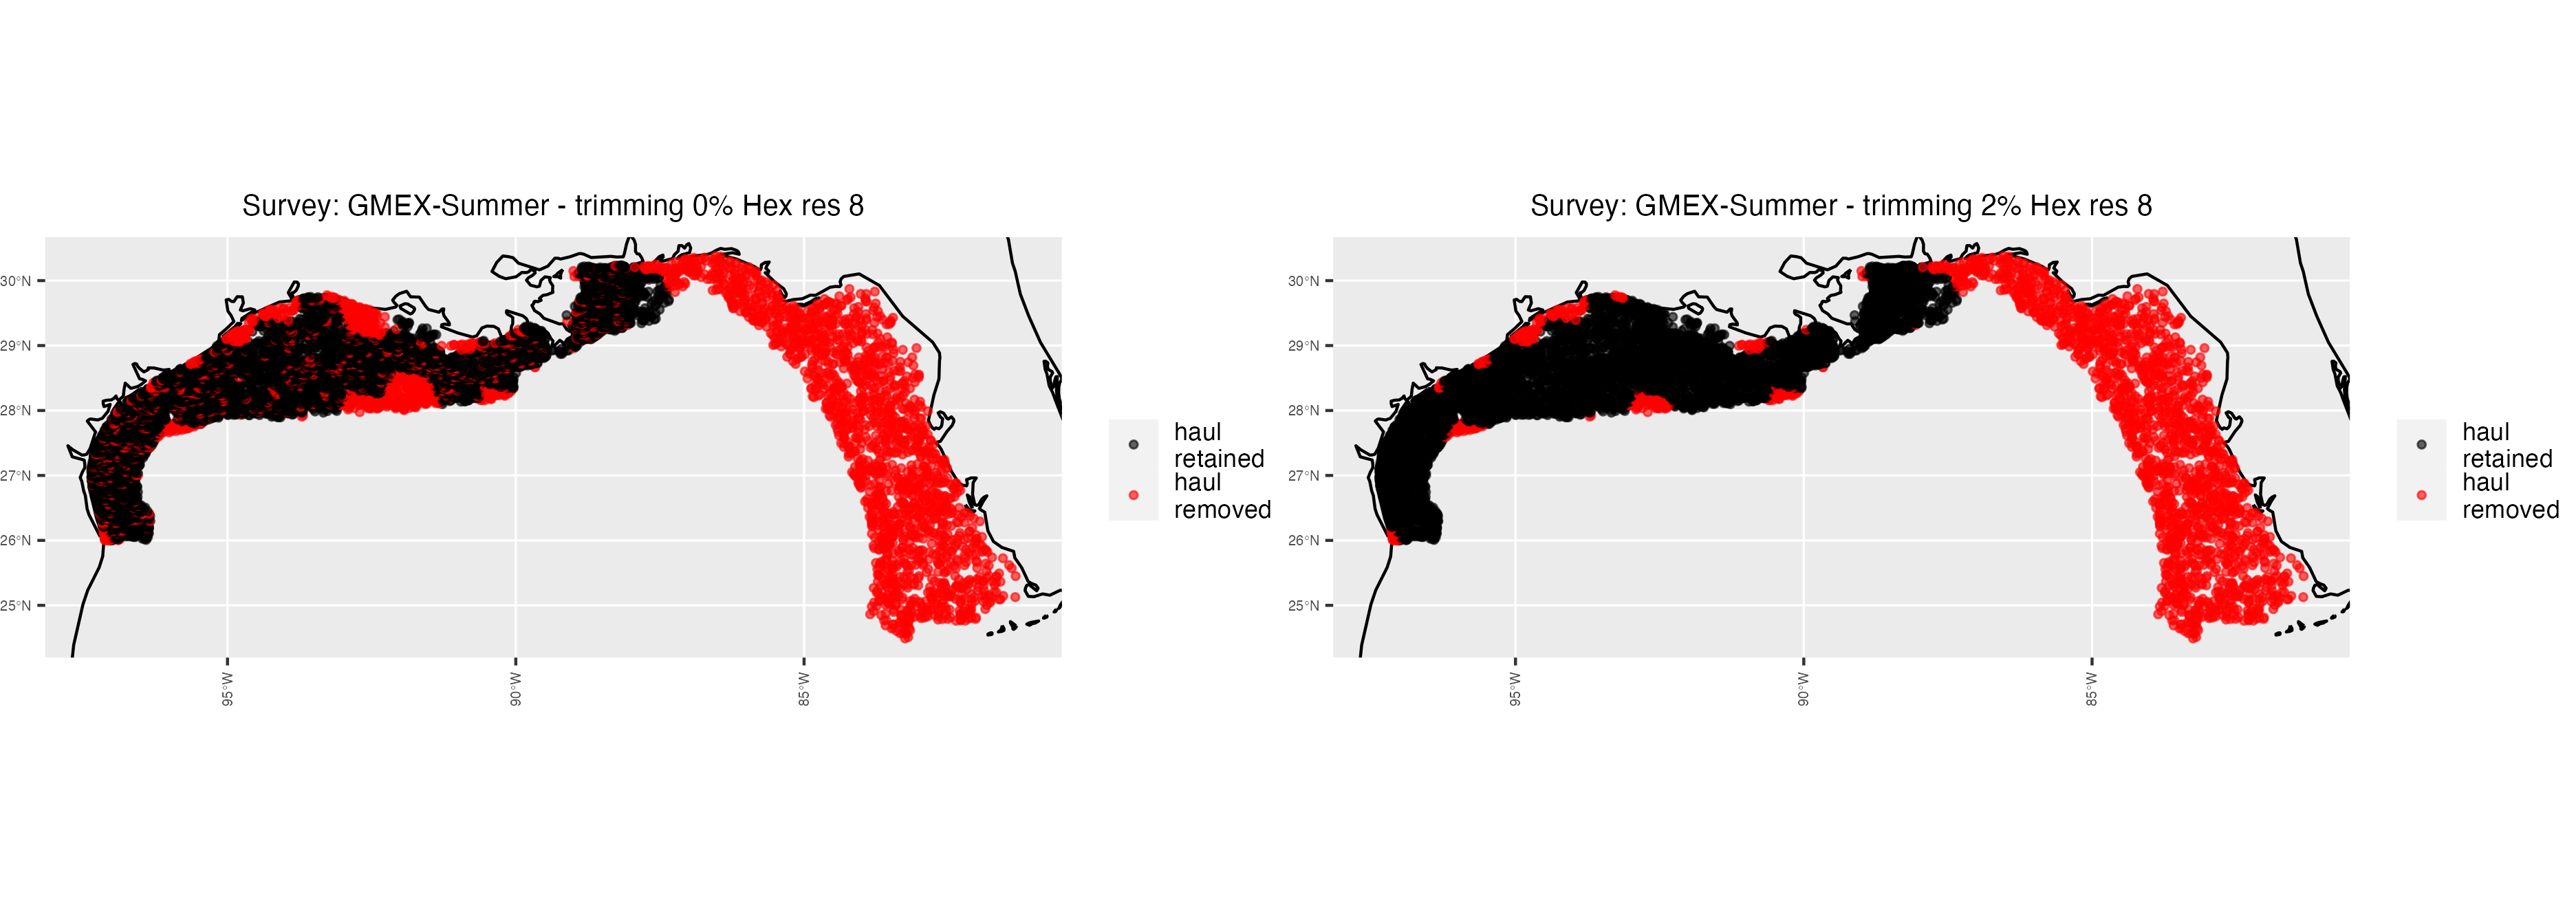 Survey: GMEX-Summer - trimming 0% Hex res 8
30°N
29°N
28°N
27°N
26°N
25°N
95°W
90°W
85°W
haul
retained
haul
removed
Survey: GMEX-Summer - trimming 2% Hex res 8
30°N
29°N
28°N
27°N
26°N
25°N
95°W
90°W
85°W
haul
retained
haul
removed